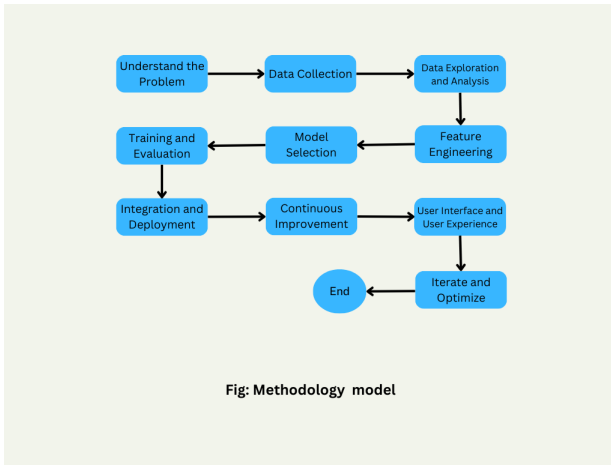 Understand the
Problem
Data Collection
Data Exploration
and Analysis
Feature
Engineering
Model
Selection
Training and
Evaluation
Integration and
Deployment
Continuous
Improvement
User Interface and
User Experience
Iterate and
Optimize
End
Fig: Methodology model